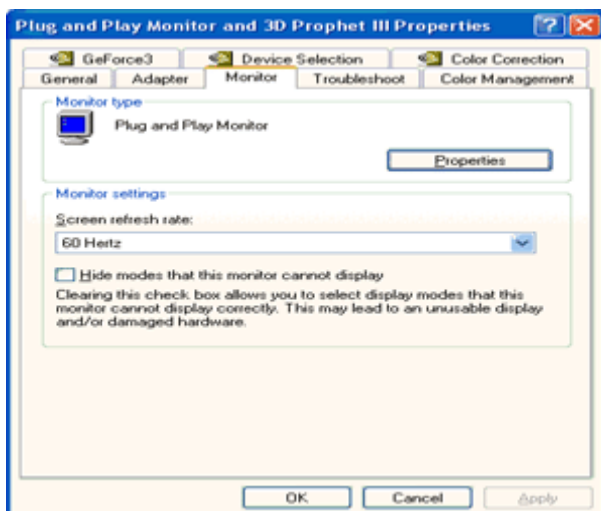 Plug and Play Monitor and 3D Prophet III Properties
GeForce3 Device Selection Color Correction
General Adapter Monitor Troubleshoot Color Management
Monitor type
Plug and Play Monitor
Properties
Monitor settings
Screen refresh rate:
60 Hertz
Hide modes that this monitor cannot display
Clearing this check box allows you to select display modes that this
monitor cannot display correctly. This may lead to an unusable display
and/or damaged hardware.
OK Cancel Apply